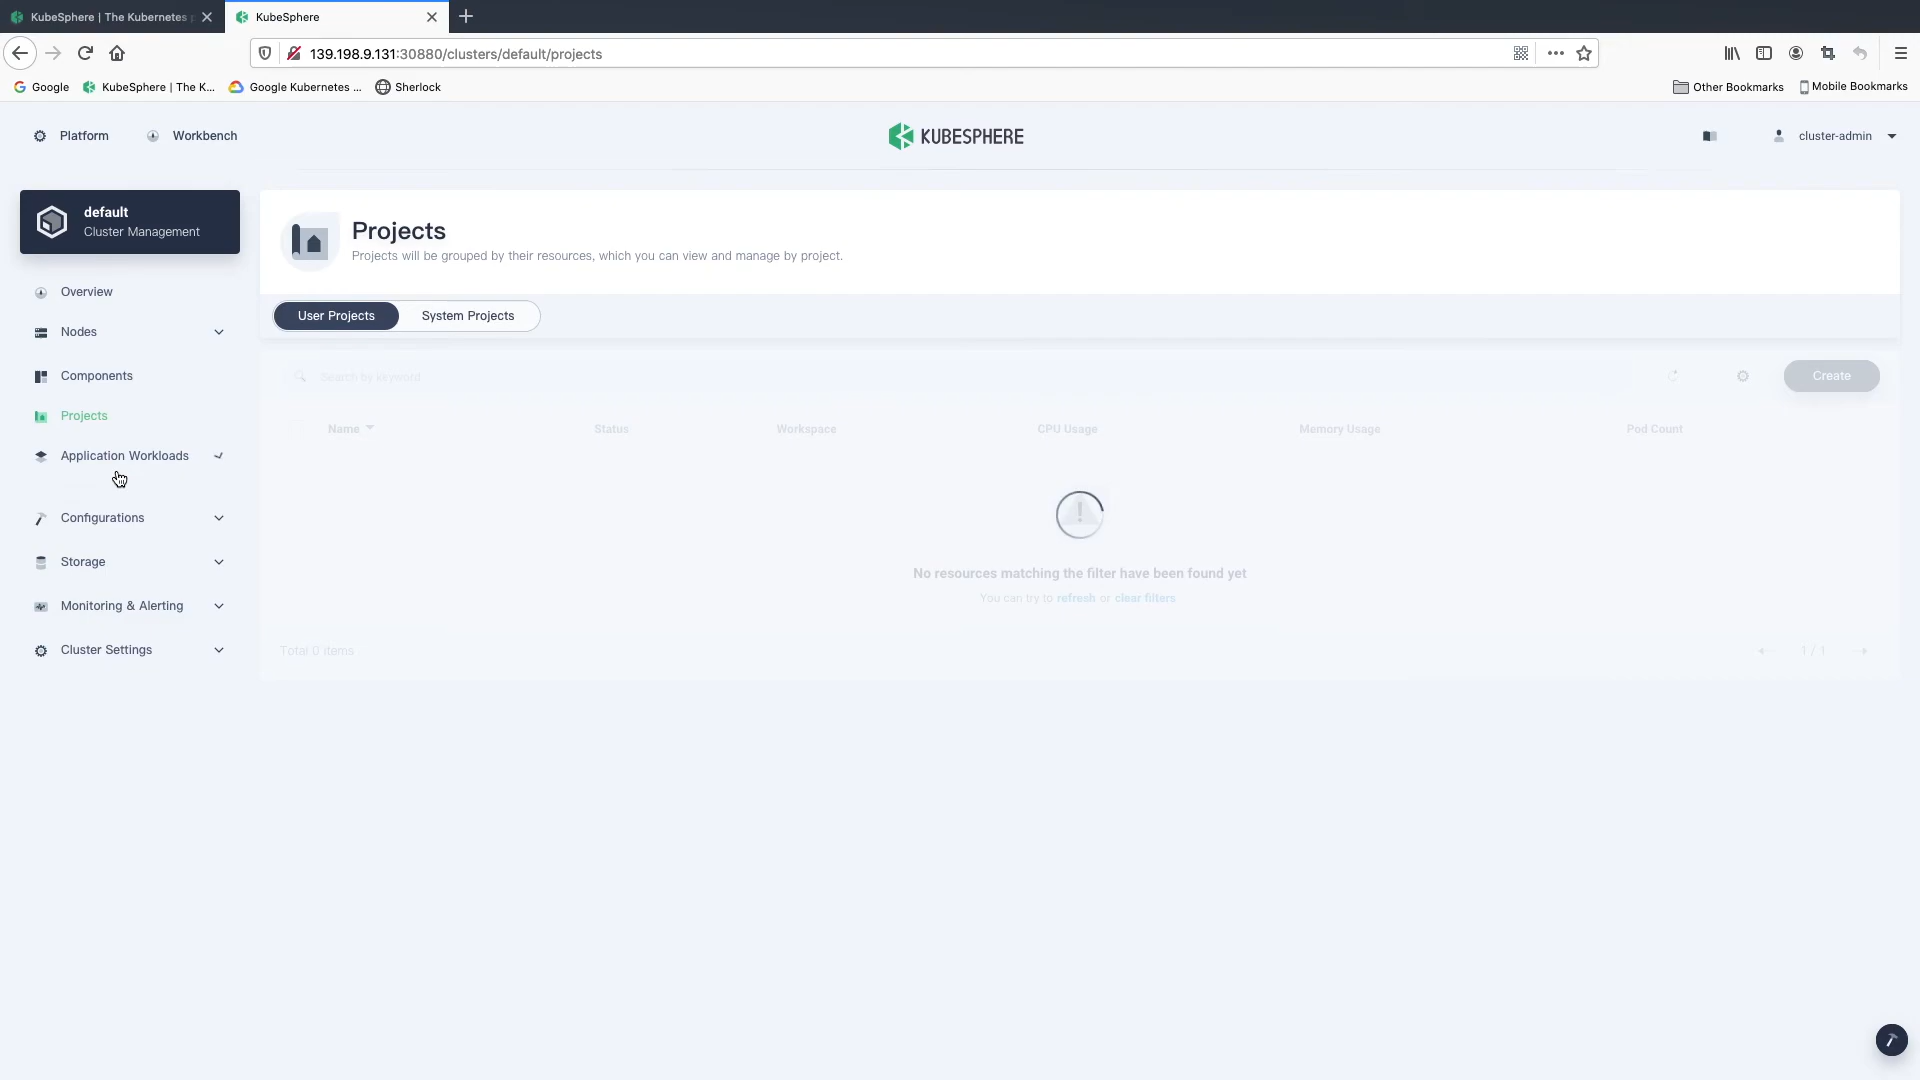 KubeSphere | The Kubernetes
KubeSphere
139.198.9.131:30880/clusters/default/projects
Google
KubeSphere | The K...
Google Kubernetes ...
Sherlock
Other Bookmarks
Mobile Bookmarks
Platform
Workbench
KUBESPHERE
cluster-admin
default
Cluster Management
Projects
Projects will be grouped by their resources, which you can view and manage by project.
Overview
User Projects
System Projects
Nodes
Components
Search by keyword
Create
Projects
Name
Status
Workspace
CPU Usage
Memory Usage
Pod Count
Application Workloads
Configurations
Storage
No resources matching the filter have been found yet
You can try to refresh or clear filters
Monitoring & Alerting
Cluster Settings
Total 0 items
1 / 1